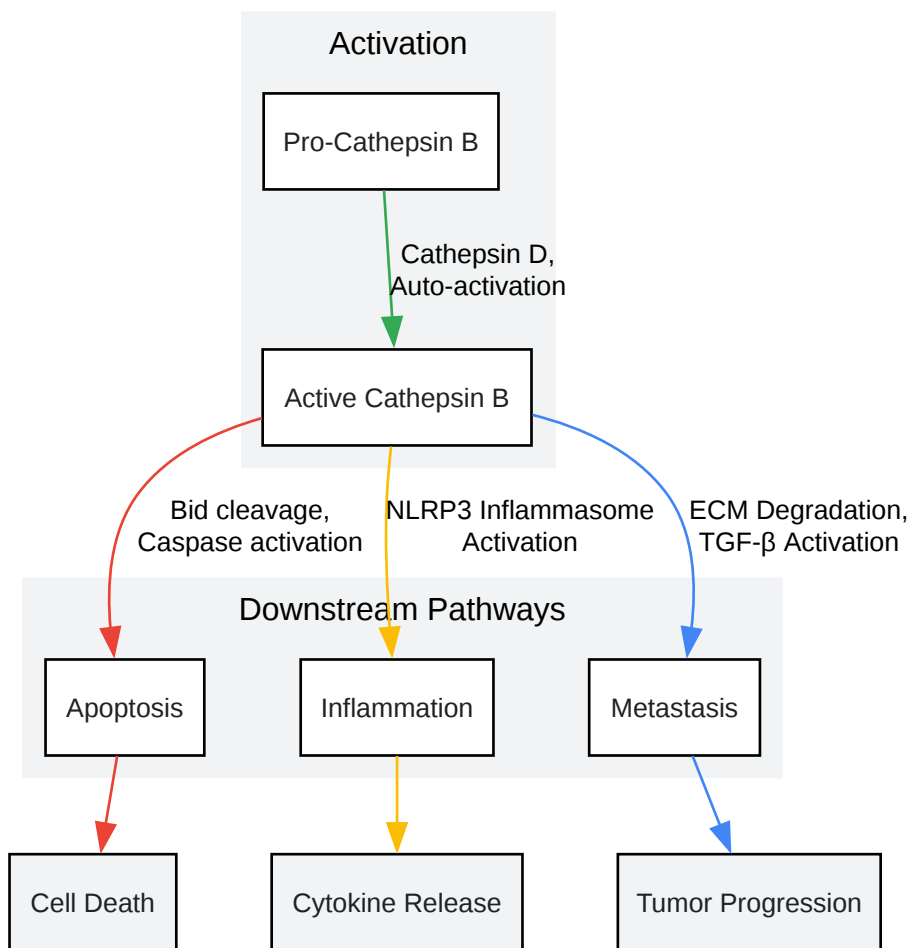 Activation
Pro-Cathepsin B
Cathepsin D,
Auto-activation
Active Cathepsin B
Bid cleavage,
Caspase activation
NLRP3 Inflammasome
Activation
ECM Degradation,
TGF-β Activation
Downstream Pathways
Apoptosis
Inflammation
Metastasis
Cell Death
Cytokine Release
Tumor Progression